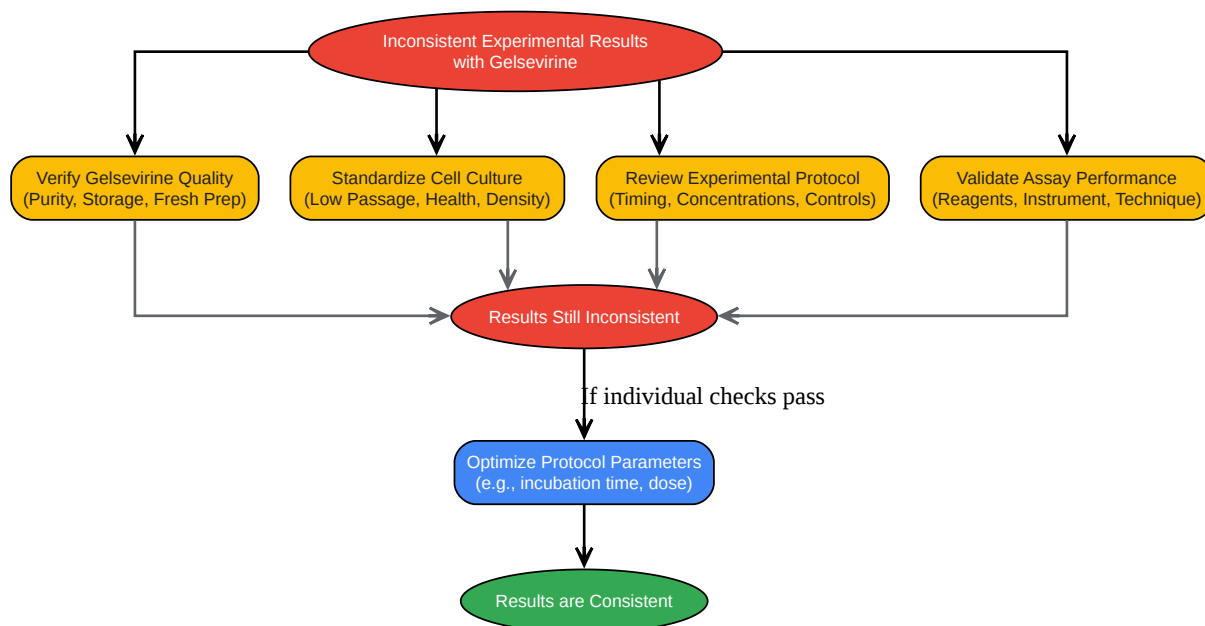 Inconsistent Experimental Results
with Gelsevirine
Verify Gelsevirine Quality
(Purity, Storage, Fresh Prep)
Standardize Cell Culture
(Low Passage, Health, Density)
Review Experimental Protocol
(Timing, Concentrations, Controls)
Validate Assay Performance
(Reagents, Instrument, Technique)
Results Still Inconsistent
If individual checks pass
Optimize Protocol Parameters
(e.g., incubation time, dose)
Results are Consistent